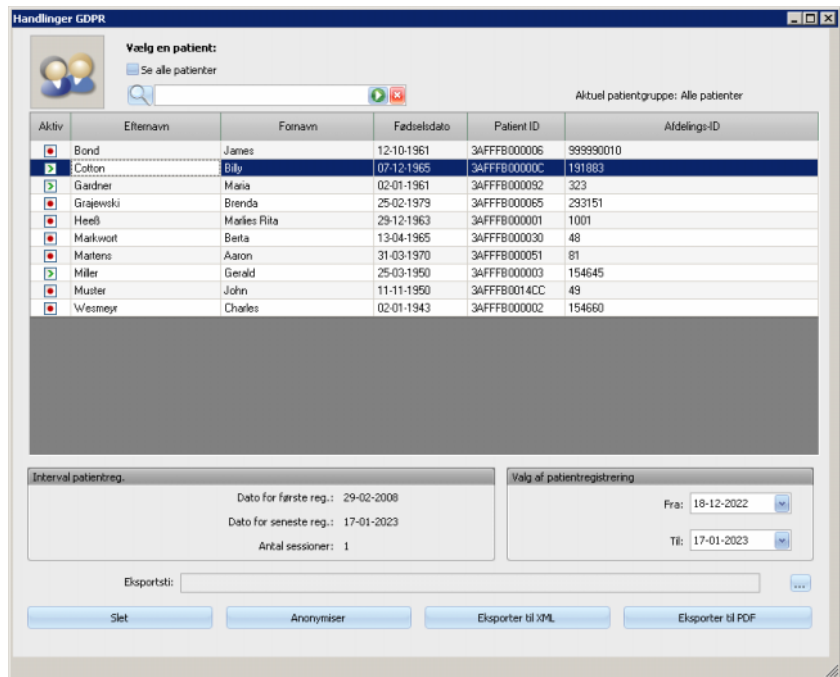 Handlinger GDPR
Vælg en patient:
Se alle patienter
Aktuel patientgruppe: Alle patienter
Aktiv Efternavn Fornavn Fødselsdato Patient ID Afdelings-ID
Bond James 12-10-1961 3AFFFB000006 999990010
Cotton Billy 07-12-1965 3AFFFB00000C 191883
Gardner Maria 02-01-1961 3AFFFB000092 323
Grajewski Brenda 25-02-1979 3AFFFB000065 293151
Heeß Marlies Rita 29-12-1963 3AFFFB000001 1001
Markwort Berta 13-04-1965 3AFFFB000030 48
Martens Aaron 31-03-1970 3AFFFB000051 81
Miller Gerald 25-03-1950 3AFFFB000003 154645
Muster John 11-11-1950 3AFFFB0014CC 49
Wesmeyr Charles 02-01-1943 3AFFFB000002 154660
Interval patientreg. Valg af patientregistrering
Dato for første reg.: 29-02-2008
Fra: 18-12-2022
Dato for seneste reg.: 17-01-2023
Til: 17-01-2023
Antal sessioner: 1
Eksportsti: ...
Slet Anonymiser Eksporter til XML Eksporter til PDF